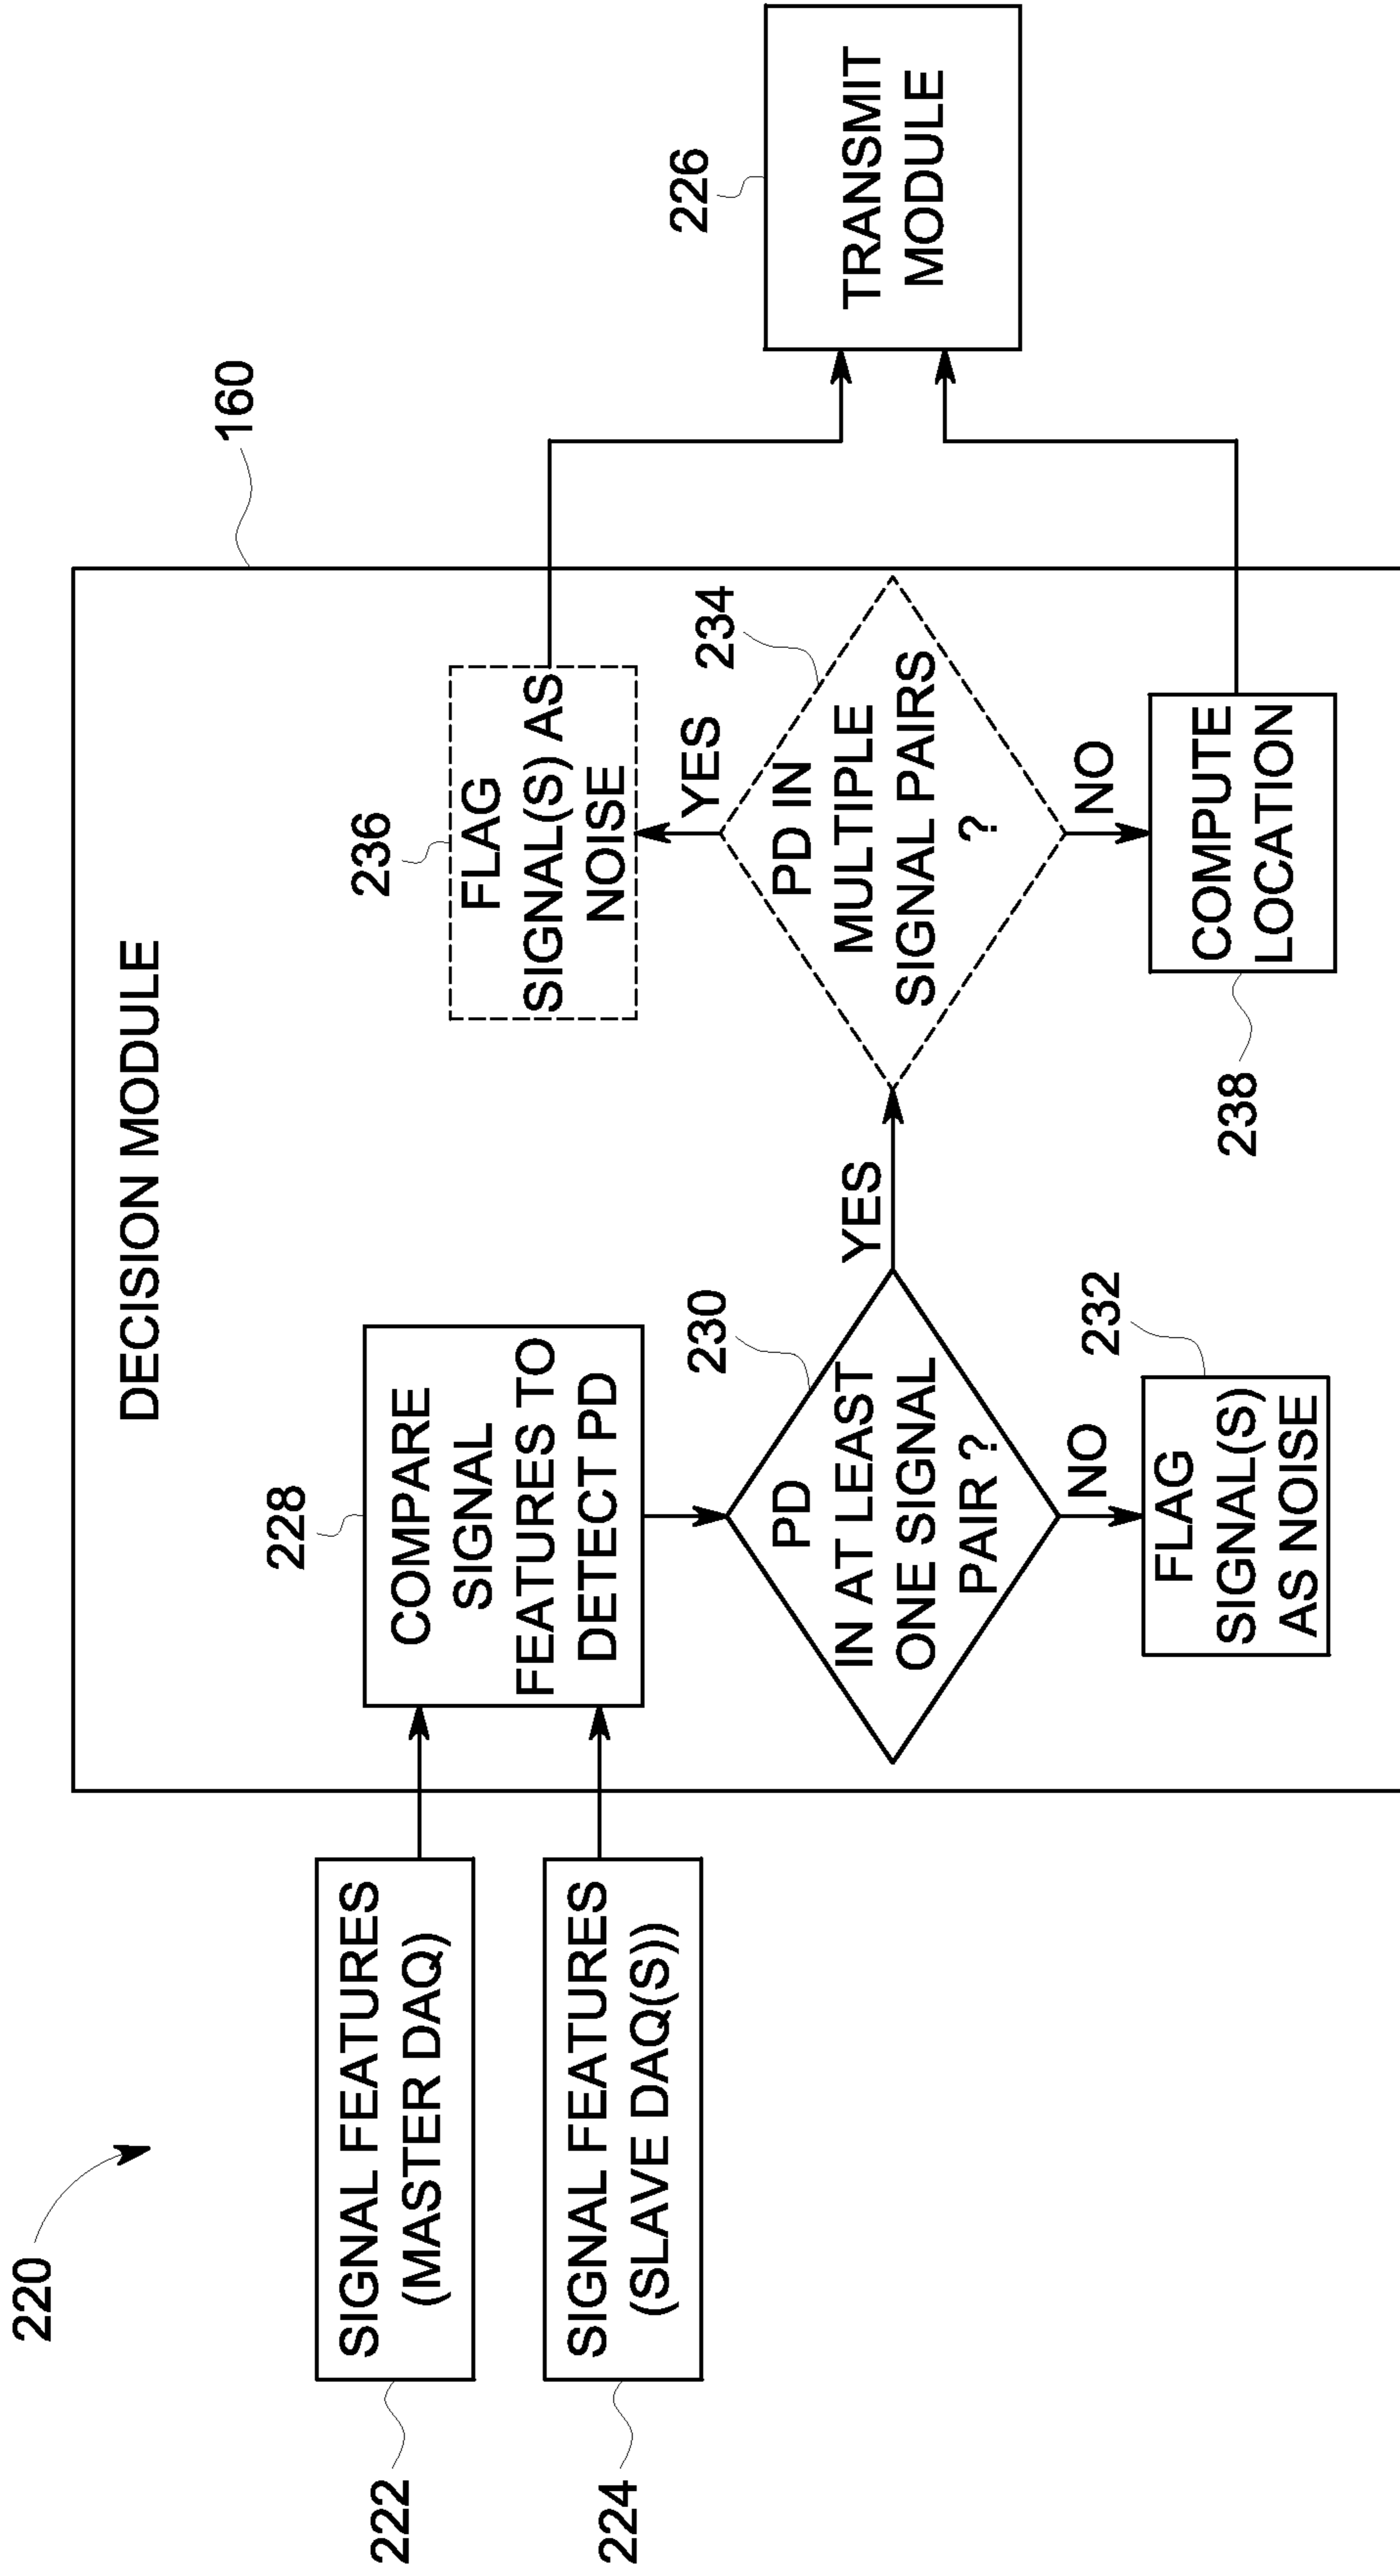 220
DECISION MODULE
160
222
SIGNAL FEATURES
(MASTER DAQ)
224
SIGNAL FEATURES
(SLAVE DAQ(S))
228
COMPARE
SIGNAL
FEATURES TO
DETECT PD
230
PD
IN AT LEAST
ONE SIGNAL
PAIR ?
NO
232
FLAG
SIGNAL(S)
AS NOISE
YES
234
PD IN
MULTIPLE
SIGNAL PAIRS
?
YES
236
FLAG
SIGNAL(S) AS
NOISE
NO
238
COMPUTE
LOCATION
226
TRANSMIT
MODULE